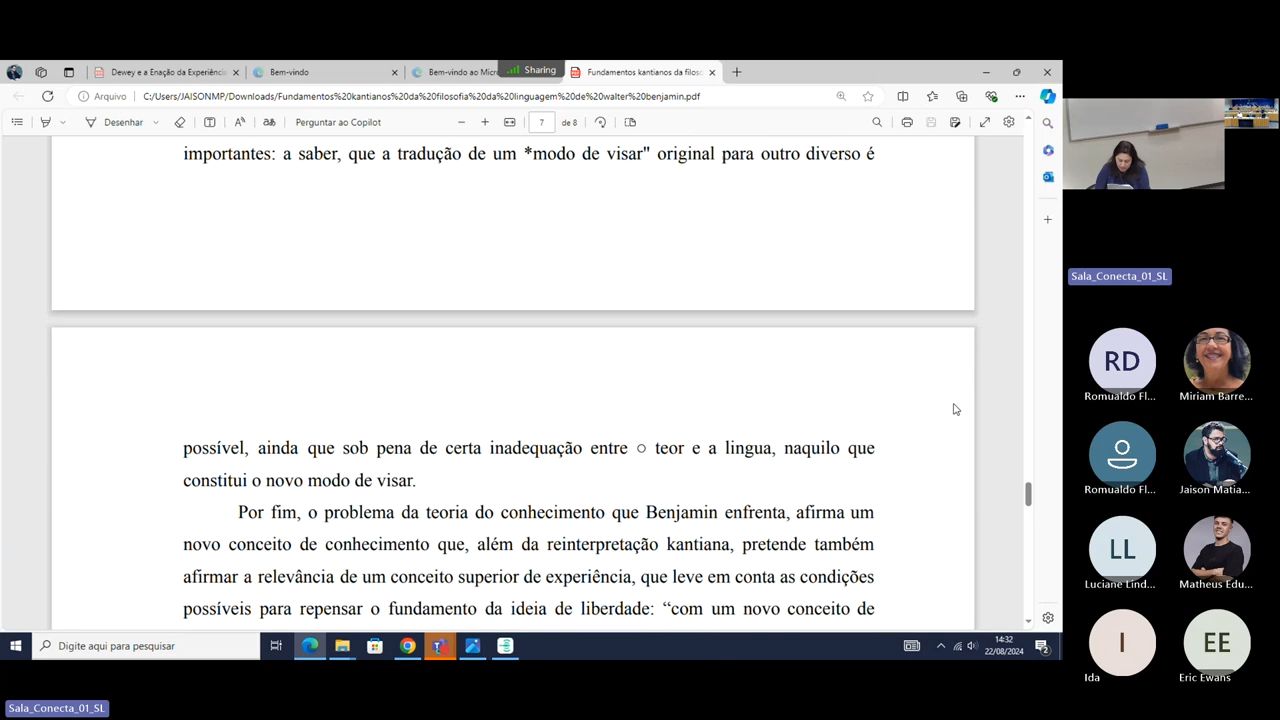 Dewey e a Enação da Experiênci
Bem-vindo
Bem-vindo ao Micr
Sharing
Fundamentos kantianos da filoso
Arquivo
C:/Users/JAISONMP/Downloads/Fundamentos%20kantianos%20da%20filosofia%20da%20linguagem%20de%20walter%20benjamin.pdf
Desenhar
Perguntar ao Copilot
7
de 8
importantes: a saber, que a tradução de um *modo de visar" original para outro diverso é
possível, ainda que sob pena de certa inadequação entre ○ teor e a lingua, naquilo que
constitui o novo modo de visar.
Por fim, o problema da teoria do conhecimento que Benjamin enfrenta, afirma um
novo conceito de conhecimento que, além da reinterpretação kantiana, pretende também
afirmar a relevância de um conceito superior de experiência, que leve em conta as condições
possíveis para repensar o fundamento da ideia de liberdade: “com um novo conceito de
Digite aqui para pesquisar
14:32
22/08/2024
2
Sala_Conecta_01_SL
RD
Romualdo Fl...
Miriam Barre...
Romualdo Fl...
Jaison Matia...
LL
Luciane Lind...
Matheus Edu...
I
Ida
EE
Eric Ewans
Sala_Conecta_01_SL